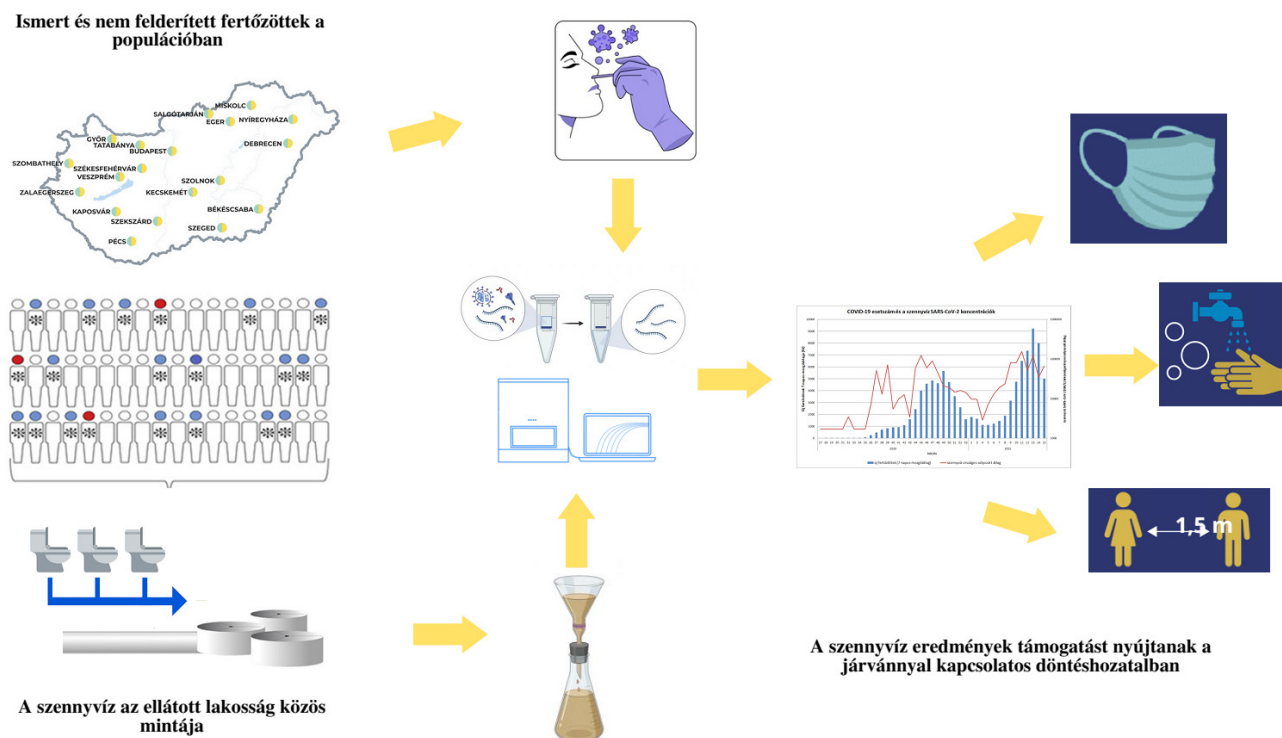 Ismert és nem felderített fertőzöttek a
populációban
MISKOLC
SALGÓTARJÁN
EGER
NYÍREGYHÁZA
GYŐR
TATABÁNYA
BUDAPEST
DEBRECEN
SZOMBATHELY
SZÉKESFEHÉRVÁR
VESZPRÉM
SZOLNOK
ZALAEGERSZEG
KECSKEMÉT
KAPOSVÁR
BÉKÉSCSABA
SZEKSZÁRD
SZEGED
PÉCS
COVID-19 esetszám és a szennyvíz SARS-CoV-2 koncentrációk
1,5 m
A szennyvíz eredmények támogatást nyújtanak a
járvánnyal kapcsolatos döntéshozatalban
A szennyvíz az ellátott lakosság közös
mintája